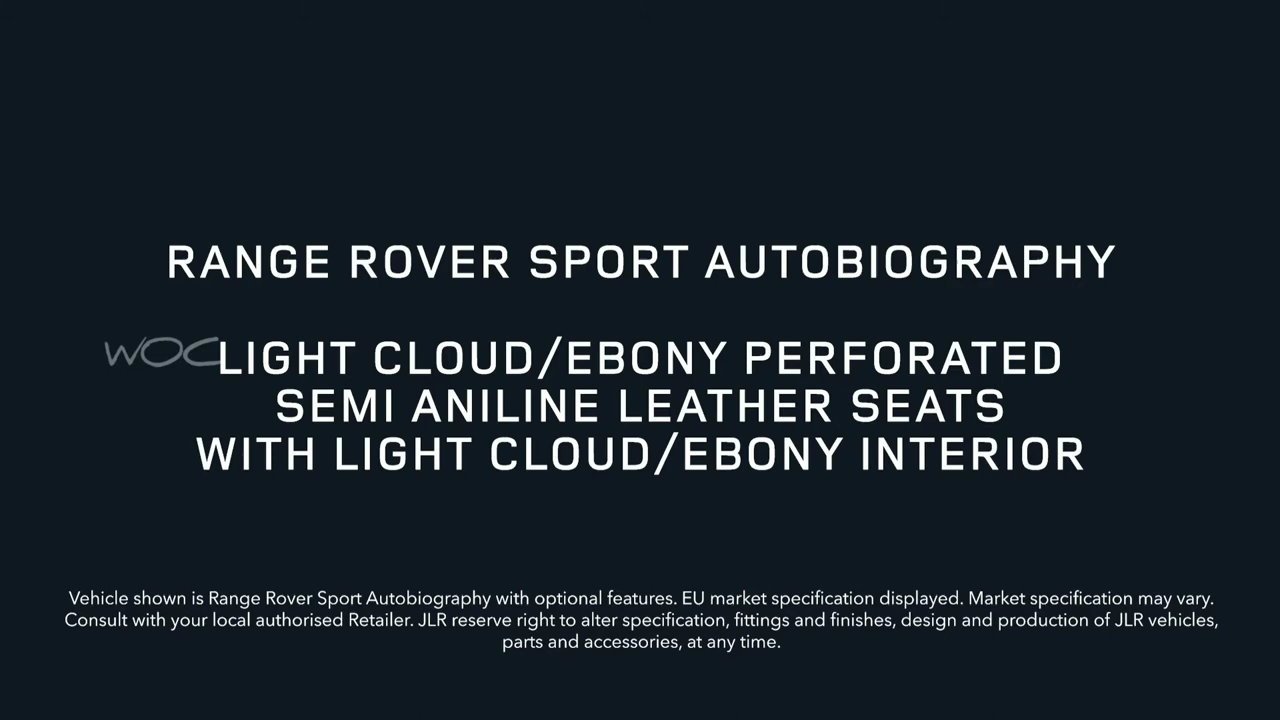 RANGE ROVER SPORT AUTOBIOGRAPHY
WOC
LIGHT CLOUD/EBONY PERFORATED
SEMI ANILINE LEATHER SEATS
WITH LIGHT CLOUD/EBONY INTERIOR
Vehicle shown is Range Rover Sport Autobiography with optional features. EU market specification displayed. Market specification may vary.
Consult with your local authorised Retailer. JLR reserve right to alter specification, fittings and finishes, design and production of JLR vehicles,
parts and accessories, at any time.